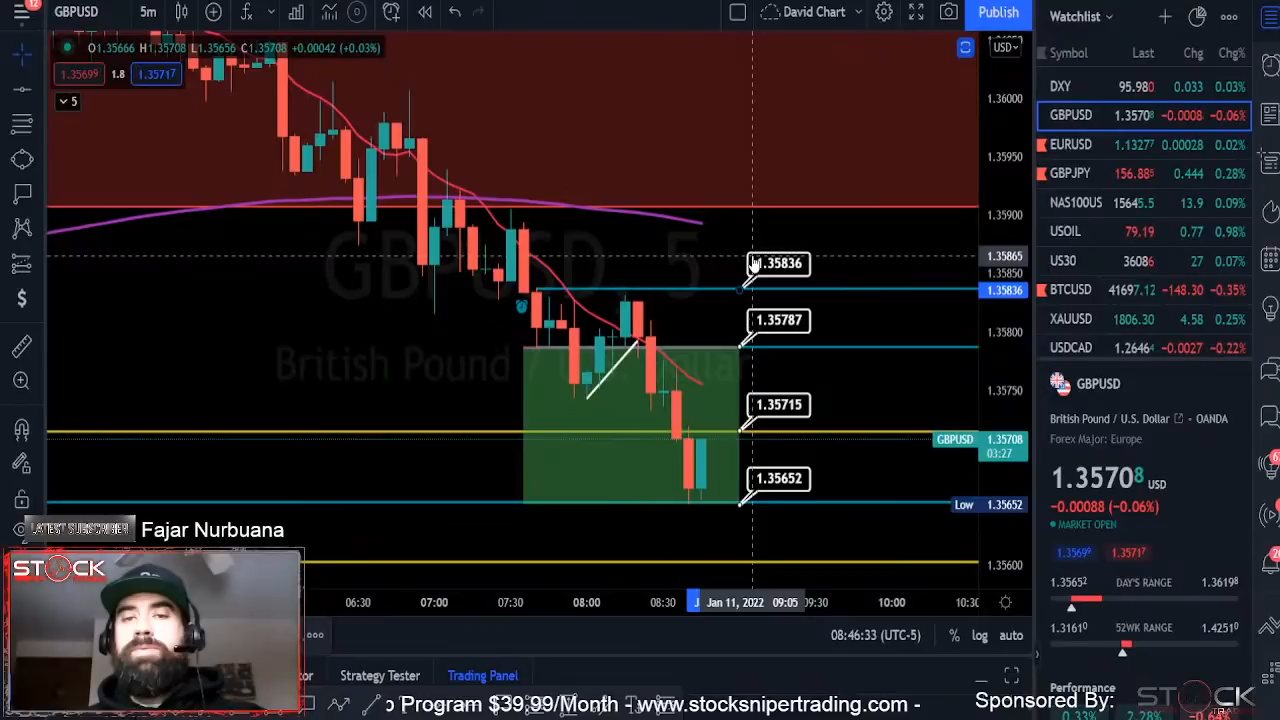 12
GBPUSD
5m
David Chart
Publish
O1.35666 H1.35708 L1.35656 C1.35708 +0.00042 (+0.03%)
1.35699
1.8
1.35717
5
USD
1.36000
1.35950
1.35900
1.35865
1.35850
1.35836
1.35800
1.35750
GBPUSD
1.35708
03:27
Low
1.35652
1.35600
GBPUSD, 5
British Pound / U.S. Dollar
1.35836
1.35787
1.35715
1.35652
06:30
07:00
07:30
08:00
08:30
Jan 11, 2022
09:05
09:30
10:00
10:30
08:46:33 (UTC-5)
%
log
auto
Strategy Tester
Trading Panel
Watchlist
Symbol
Last
Chg
Chg%
DXY 95.980 0.033 0.03%
GBPUSD 1.35708 −0.0008 −0.06%
EURUSD 1.13277 0.00028 0.02%
GBPJPY 156.885 0.444 0.28%
NAS100US 15645.5 13.9 0.09%
USOIL 79.19 0.77 0.98%
US30 36086 27 0.07%
BTCUSD 41697.12 −148.30 −0.35%
XAUUSD 1806.30 4.58 0.25%
USDCAD 1.26464 −0.0027 −0.22%
GBPUSD
British Pound / U.S. Dollar
OANDA
Forex Major: Europe
1.35708 USD
−0.00088 (−0.06%)
MARKET OPEN
1.35699
1.35717
1.35652
DAY'S RANGE
1.36198
1.31610
52WK RANGE
1.42510
Performance
0.33%
LATEST SUBSCRIBER
Fajar Nurbuana
STOCK
Program $39.99/Month - www.stocksnipertrading.com -
Sponsored By:
STOCK